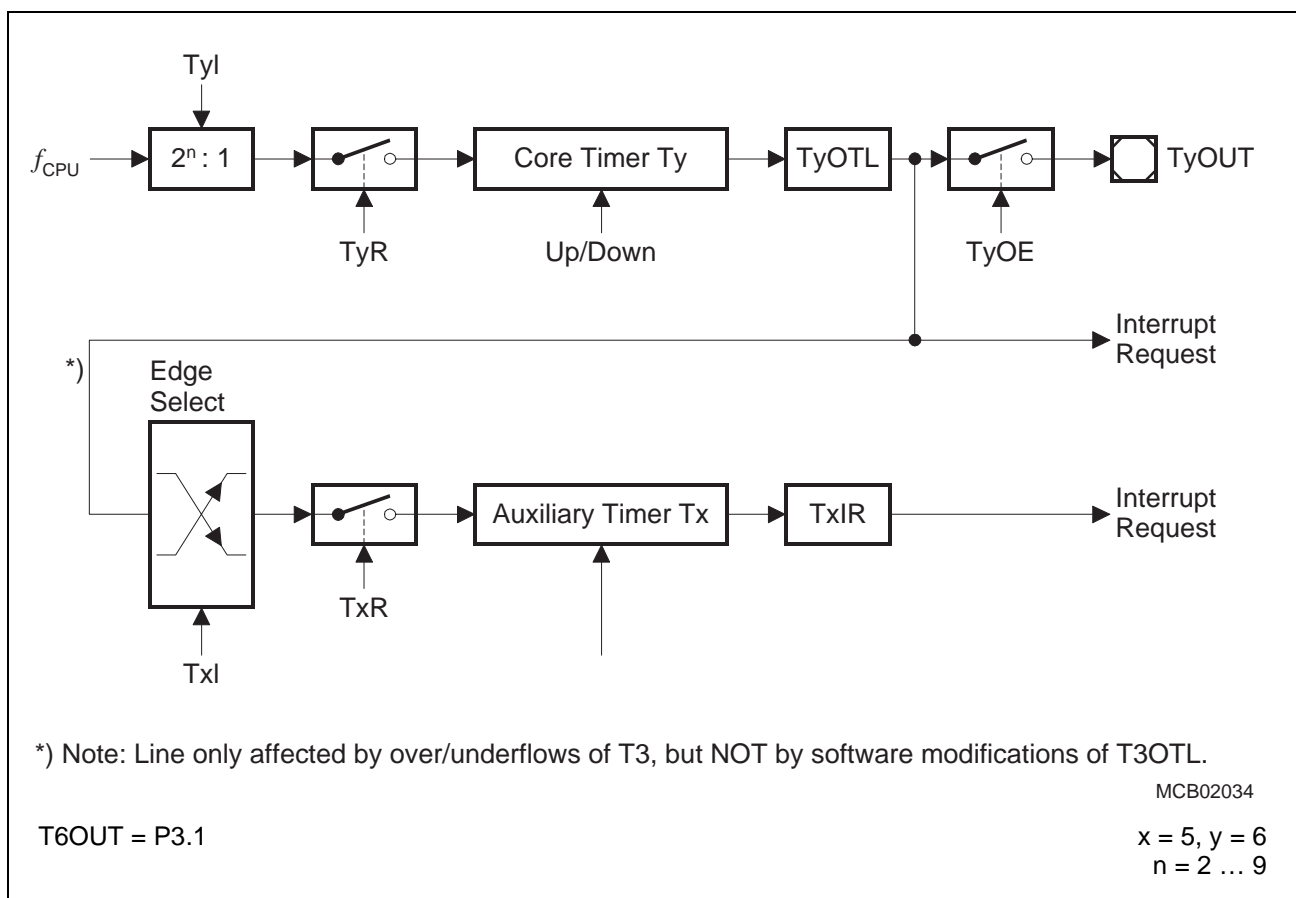 TyI
fCPU
2ⁿ : 1
Core Timer Ty
TyOTL
TyOUT
TyR
Up/Down
TyOE
Interrupt
Request
*)
Edge
Select
Auxiliary Timer Tx
TxIR
Interrupt
Request
TxR
TxI
*) Note: Line only affected by over/underflows of T3, but NOT by software modifications of T3OTL.
MCB02034
T6OUT = P3.1
x = 5, y = 6
n = 2 … 9